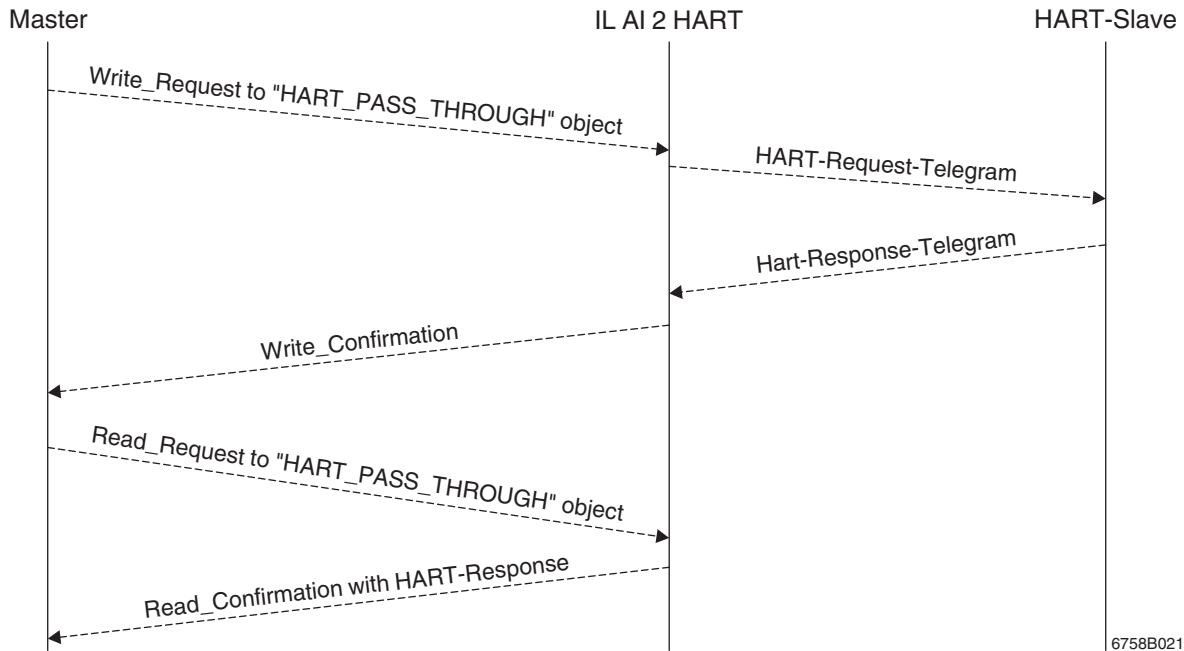 Master
IL AI 2 HART
HART-Slave
Write_Request to "HART_PASS_THROUGH" object
HART-Request-Telegram
Hart-Response-Telegram
Write_Confirmation
Read_Request to "HART_PASS_THROUGH" object
Read_Confirmation with HART-Response
6758B021